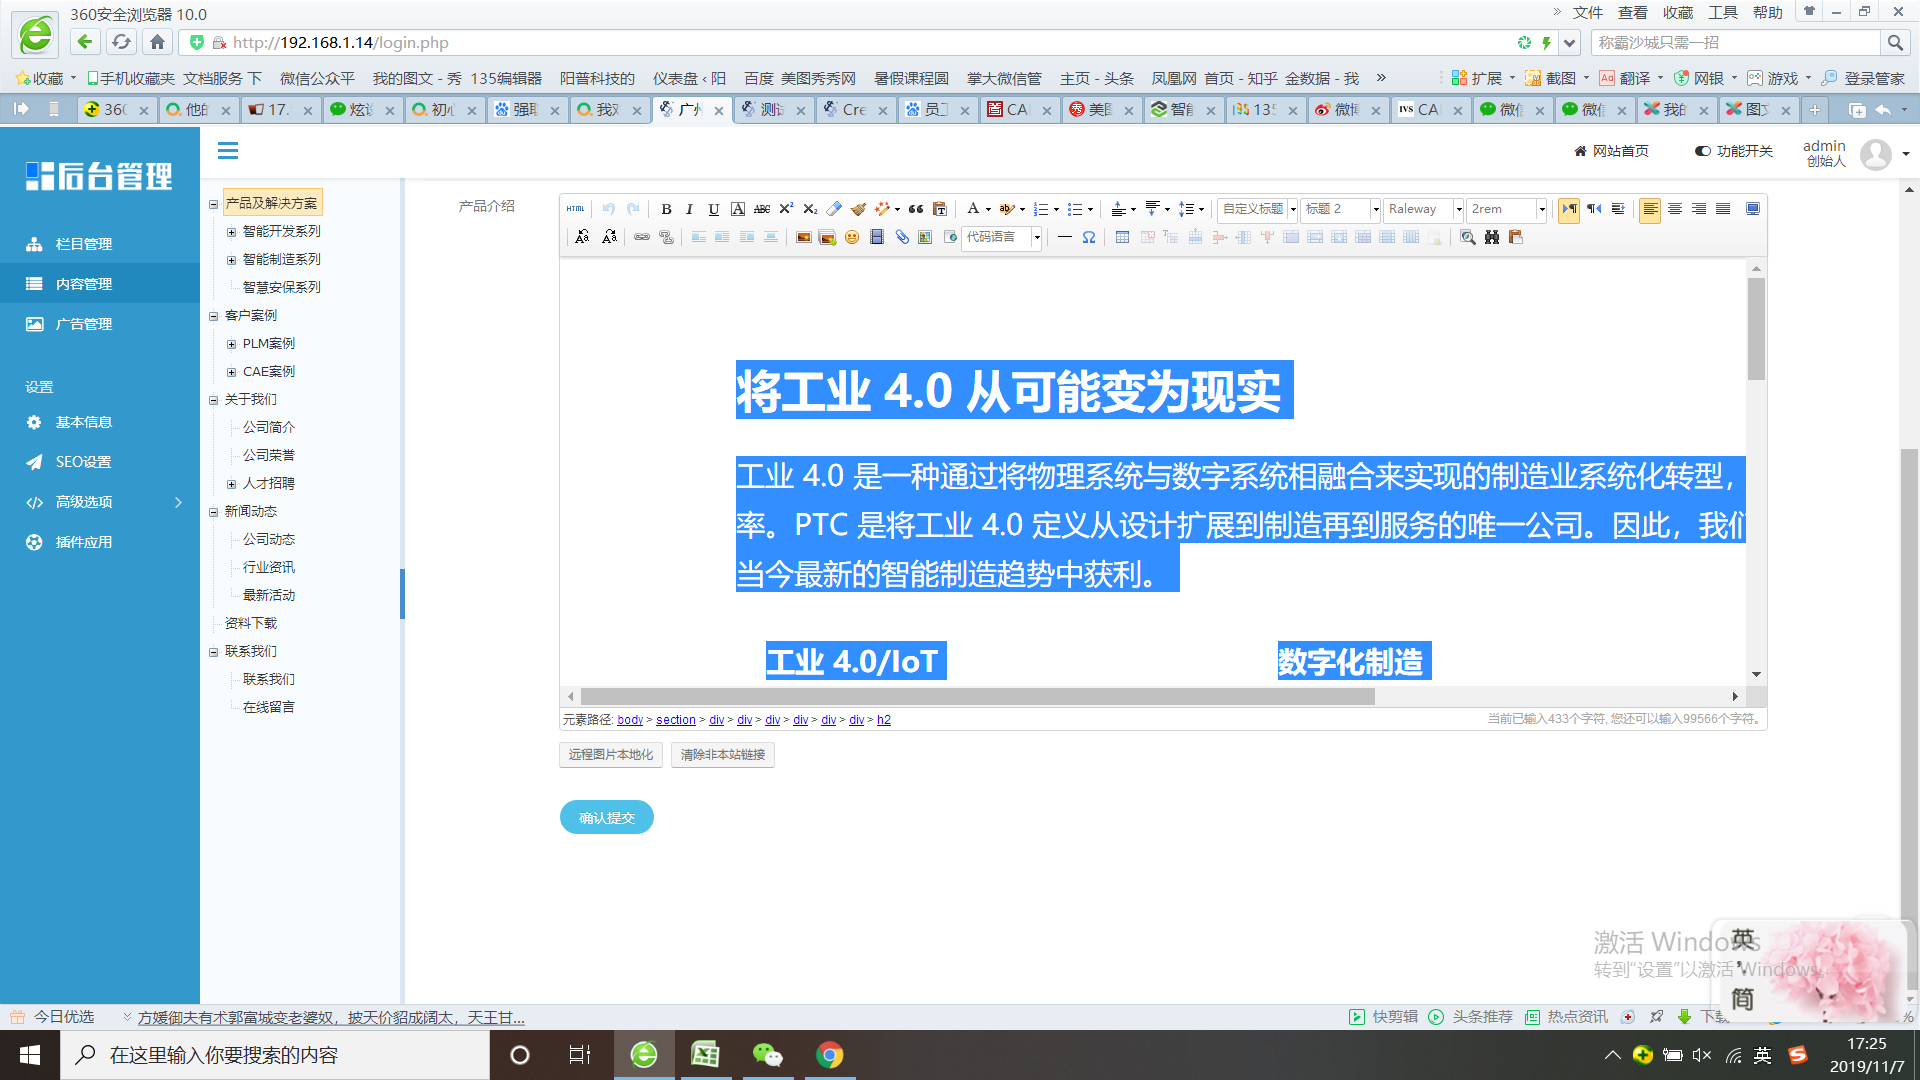 360安全浏览器 10.0
文件 查看 收藏 工具 帮助
http://192.168.1.14/login.php
称霸沙城只需一招
收藏 手机收藏夹 文档服务 下 微信公众平 我的图文 - 秀 135编辑器 阳普科技的 仪表盘 ‹ 阳 百度 美图秀秀网 暑假课程圆 掌大微信管 主页 - 头条 凤凰网 首页 - 知乎 金数据 - 我 » 扩展 截图 翻译 网银 游戏 登录管家
后台管理
网站首页
功能开关
admin
创始人
栏目管理
内容管理
广告管理
设置
基本信息
SEO设置
高级选项
插件应用
产品及解决方案
智能开发系列
智能制造系列
智慧安保系列
客户案例
PLM案例
CAE案例
关于我们
公司简介
公司荣誉
人才招聘
新闻动态
公司动态
行业资讯
最新活动
资料下载
联系我们
联系我们
在线留言
产品介绍
HTML
自定义标题 标题 2 Raleway 2rem
代码语言
将工业 4.0 从可能变为现实
工业 4.0 是一种通过将物理系统与数字系统相融合来实现的制造业系统化转型，
率。PTC 是将工业 4.0 定义从设计扩展到制造再到服务的唯一公司。因此，我们
当今最新的智能制造趋势中获利。
工业 4.0/IoT
数字化制造
元素路径: body > section > div > div > div > div > div > div > h2
当前已输入433个字符, 您还可以输入99566个字符。
远程图片本地化 清除非本站链接
确认提交
激活 Windows
转到“设置”以激活 Windows。
英
简
今日优选
方媛御夫有术郭富城变老婆奴，披天价貂成阔太，天王甘...
快剪辑 头条推荐 热点资讯 下载
在这里输入你要搜索的内容
英
17:25
2019/11/7